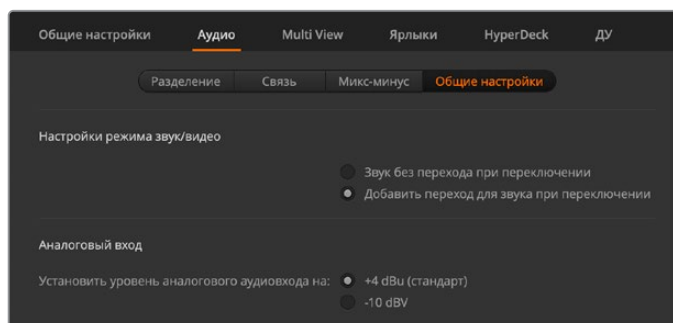 Общие настройки Аудио Multi View Ярлыки HyperDeck ДУ
Разделение Связь Микс-минус Общие настройки
Настройки режима звук/видео
Звук без перехода при переключении
Добавить переход для звука при переключении
Аналоговый вход
Установить уровень аналогового аудиовхода на: +4 dBu (стандарт)
-10 dBV